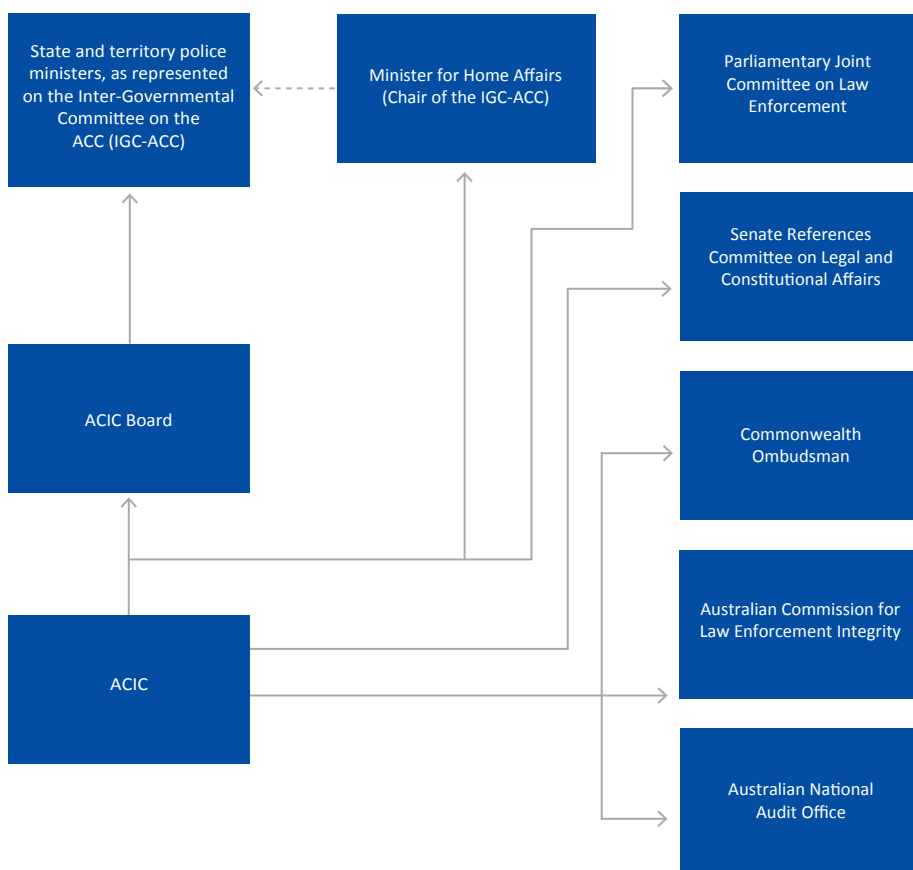 State and territory police
ministers, as represented
on the Inter-Governmental
Committee on the
ACC (IGC-ACC)
Minister for Home Affairs
(Chair of the IGC-ACC)
Parliamentary Joint
Committee on Law
Enforcement
Senate References
Committee on Legal and
Constitutional Affairs
ACIC Board
Commonwealth
Ombudsman
Australian Commission for
Law Enforcement Integrity
ACIC
Australian National
Audit Office